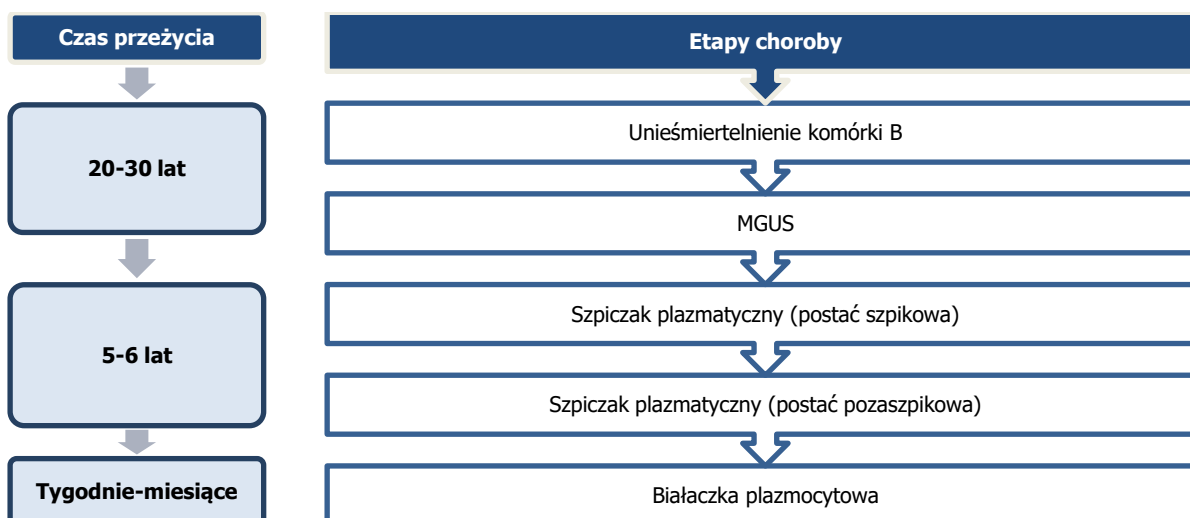 Czas przeżycia
Etapy choroby
20-30 lat
Unieśmiertelnienie komórki B
MGUS
5-6 lat
Szpiczak plazmatyczny (postać szpikowa)
Szpiczak plazmatyczny (postać pozaszpikowa)
Tygodnie-miesiące
Białaczka plazmocytowa